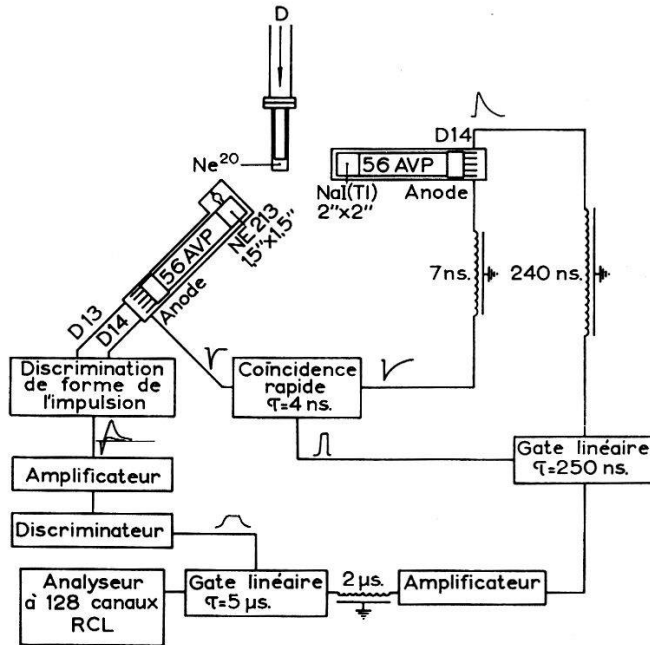 D
Ne20
D14
56 AVP
NaI(Tl)
2"x2"
Anode
NE 213
1,5"x1,5"
56 AVP
Anode
D13
D14
7ns.
240 ns.
Discrimination
de forme de
l'impulsion
Coïncidence
rapide
τ=4 ns.
Gate linéaire
τ=250 ns.
Amplificateur
Discriminateur
Analyseur
à 128 canaux
RCL
Gate linéaire
τ=5 µs.
2 µs.
Amplificateur